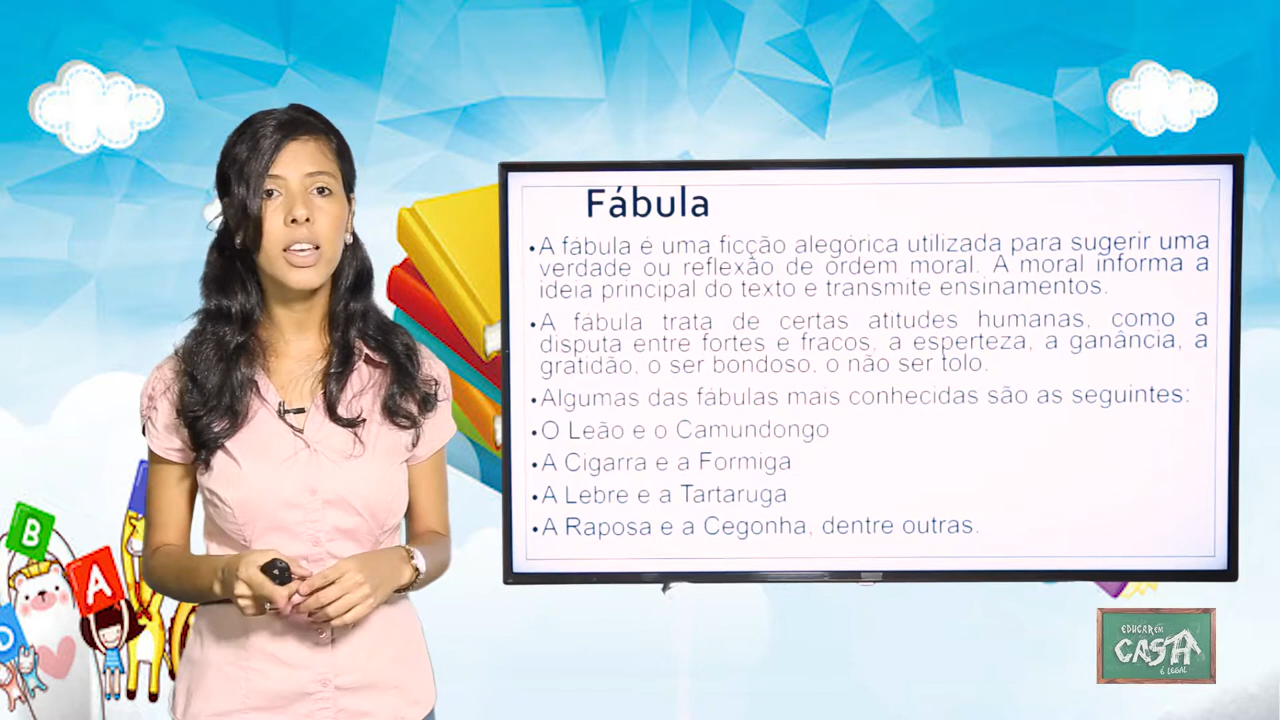 Fábula
•A fábula é uma ficção alegórica utilizada para sugerir uma
verdade ou reflexão de ordem moral. A moral informa a
ideia principal do texto e transmite ensinamentos.
•A fábula trata de certas atitudes humanas, como a
disputa entre fortes e fracos, a esperteza, a ganância, a
gratidão, o ser bondoso, o não ser tolo.
•Algumas das fábulas mais conhecidas são as seguintes:
•O Leão e o Camundongo
•A Cigarra e a Formiga
•A Lebre e a Tartaruga
•A Raposa e a Cegonha, dentre outras.
B
A
EDUCAR EM
CASA
É LEGAL